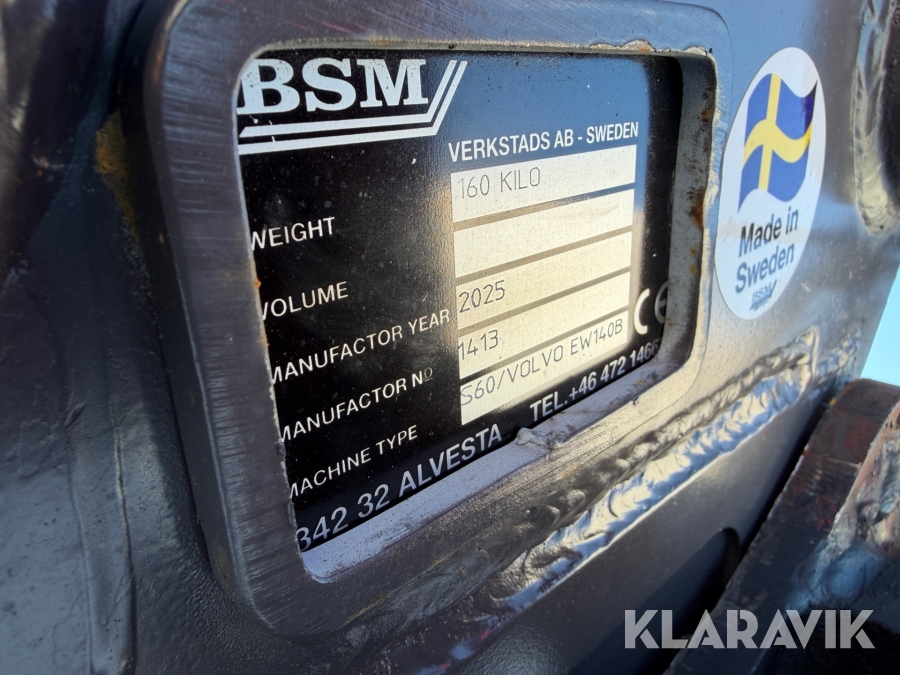 BSM
VERKSTADS AB - SWEDEN
WEIGHT 160 KILO
VOLUME
MANUFACTOR YEAR 2025
MANUFACTOR Nº 1413
MACHINE TYPE S60/VOLVO EW140B
CE
342 32 ALVESTA TEL.+46 472 1466
Made in
Sweden
BSM
KLARAVIK